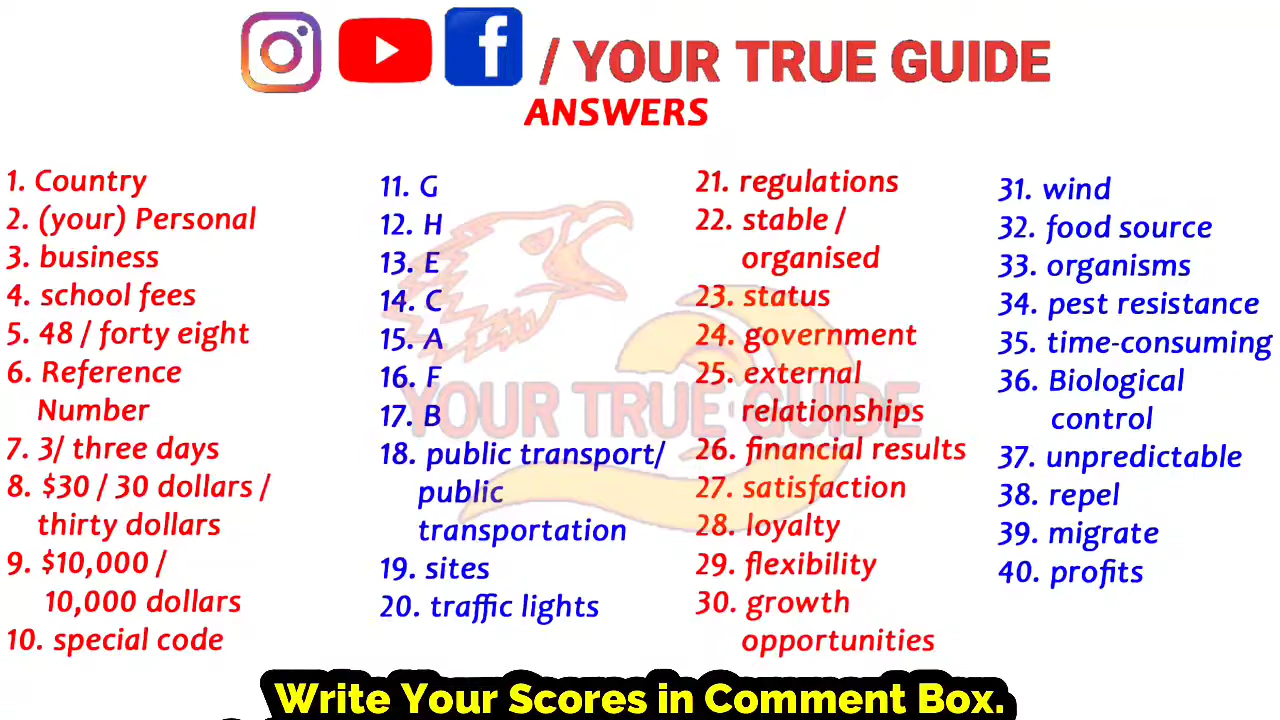 / YOUR TRUE GUIDE
ANSWERS
1. Country
2. (your) Personal
3. business
4. school fees
5. 48 / forty eight
6. Reference
Number
7. 3/ three days
8. $30 / 30 dollars /
thirty dollars
9. $10,000 /
10,000 dollars
10. special code
11. G
12. H
13. E
14. C
15. A
16. F
17. B
18. public transport/
public
transportation
19. sites
20. traffic lights
21. regulations
22. stable /
organised
23. status
24. government
25. external
relationships
26. financial results
27. satisfaction
28. loyalty
29. flexibility
30. growth
opportunities
31. wind
32. food source
33. organisms
34. pest resistance
35. time-consuming
36. Biological
control
37. unpredictable
38. repel
39. migrate
40. profits
YOUR TRUE GUIDE
Write Your Scores in Comment Box.